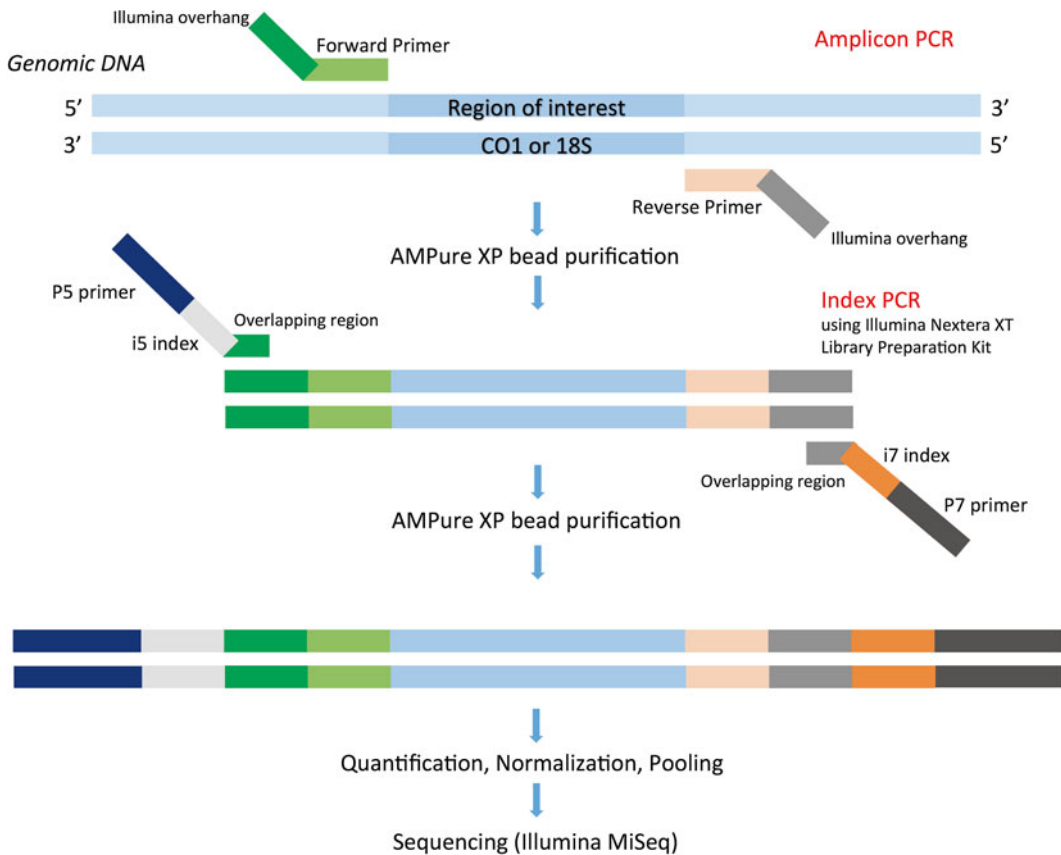 Illumina overhang
Forward Primer
Amplicon PCR
Genomic DNA
5’
Region of interest
3’
3’
CO1 or 18S
5’
Reverse Primer
Illumina overhang
AMPure XP bead purification
P5 primer
i5 index
Overlapping region
Index PCR
using Illumina Nextera XT
Library Preparation Kit
i7 index
Overlapping region
P7 primer
AMPure XP bead purification
Quantification, Normalization, Pooling
Sequencing (Illumina MiSeq)